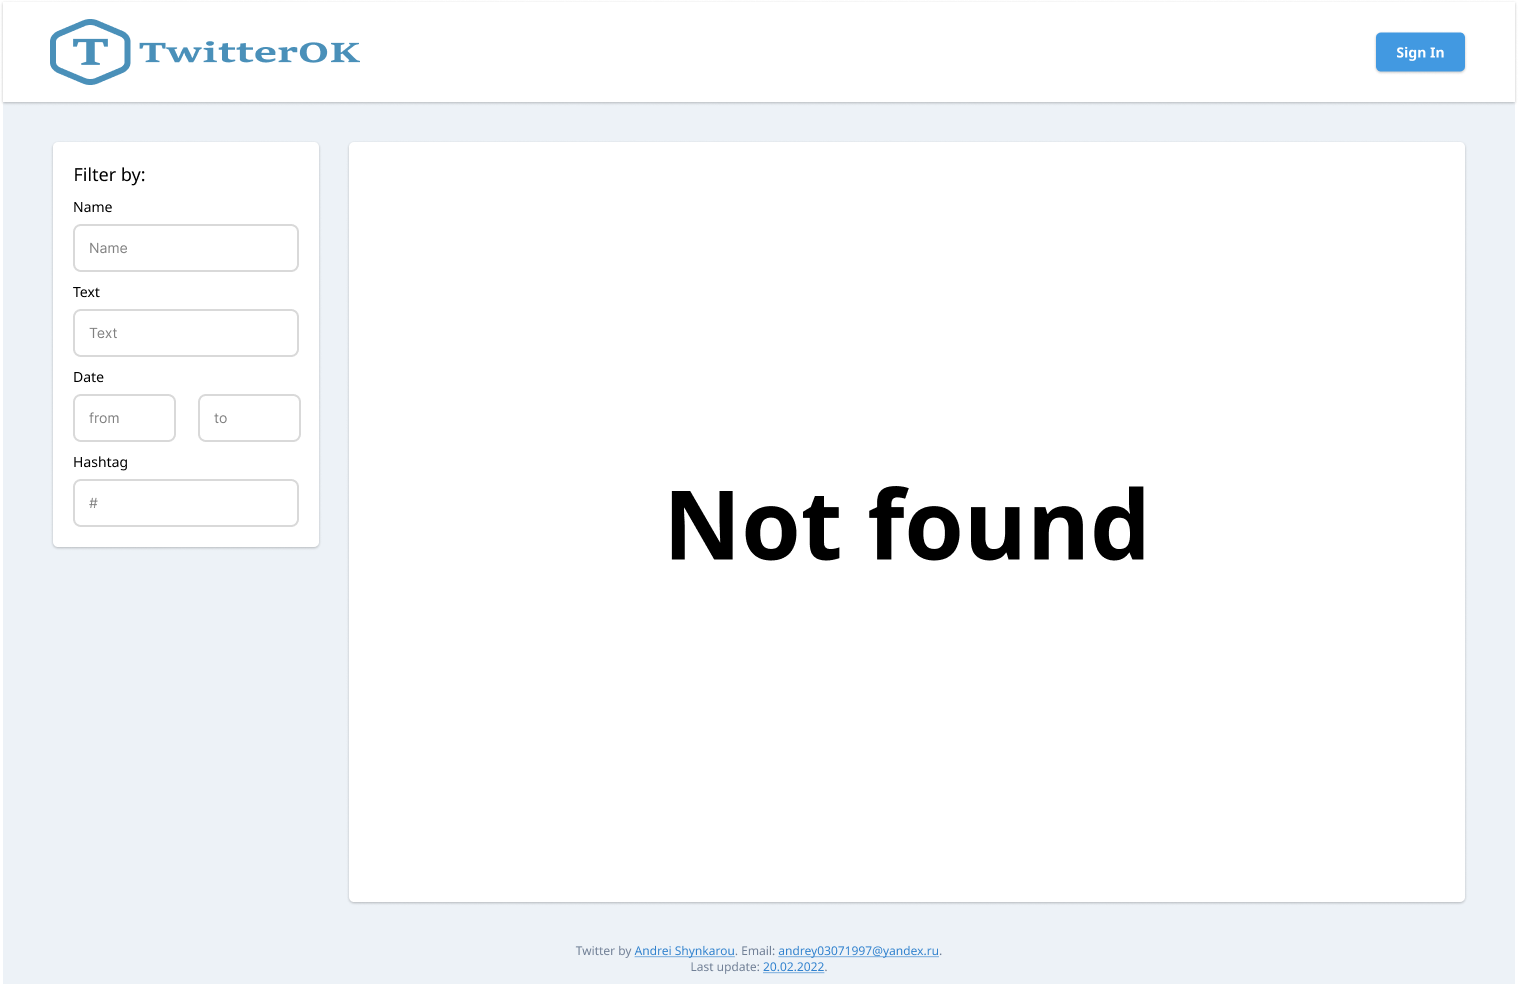 T TwitterOK
Sign In
Filter by:
Name
Name
Text
Text
Date
from to
Hashtag
#
Not found
Twitter by Andrei Shynkarou. Email: andrey03071997@yandex.ru.
Last update: 20.02.2022.